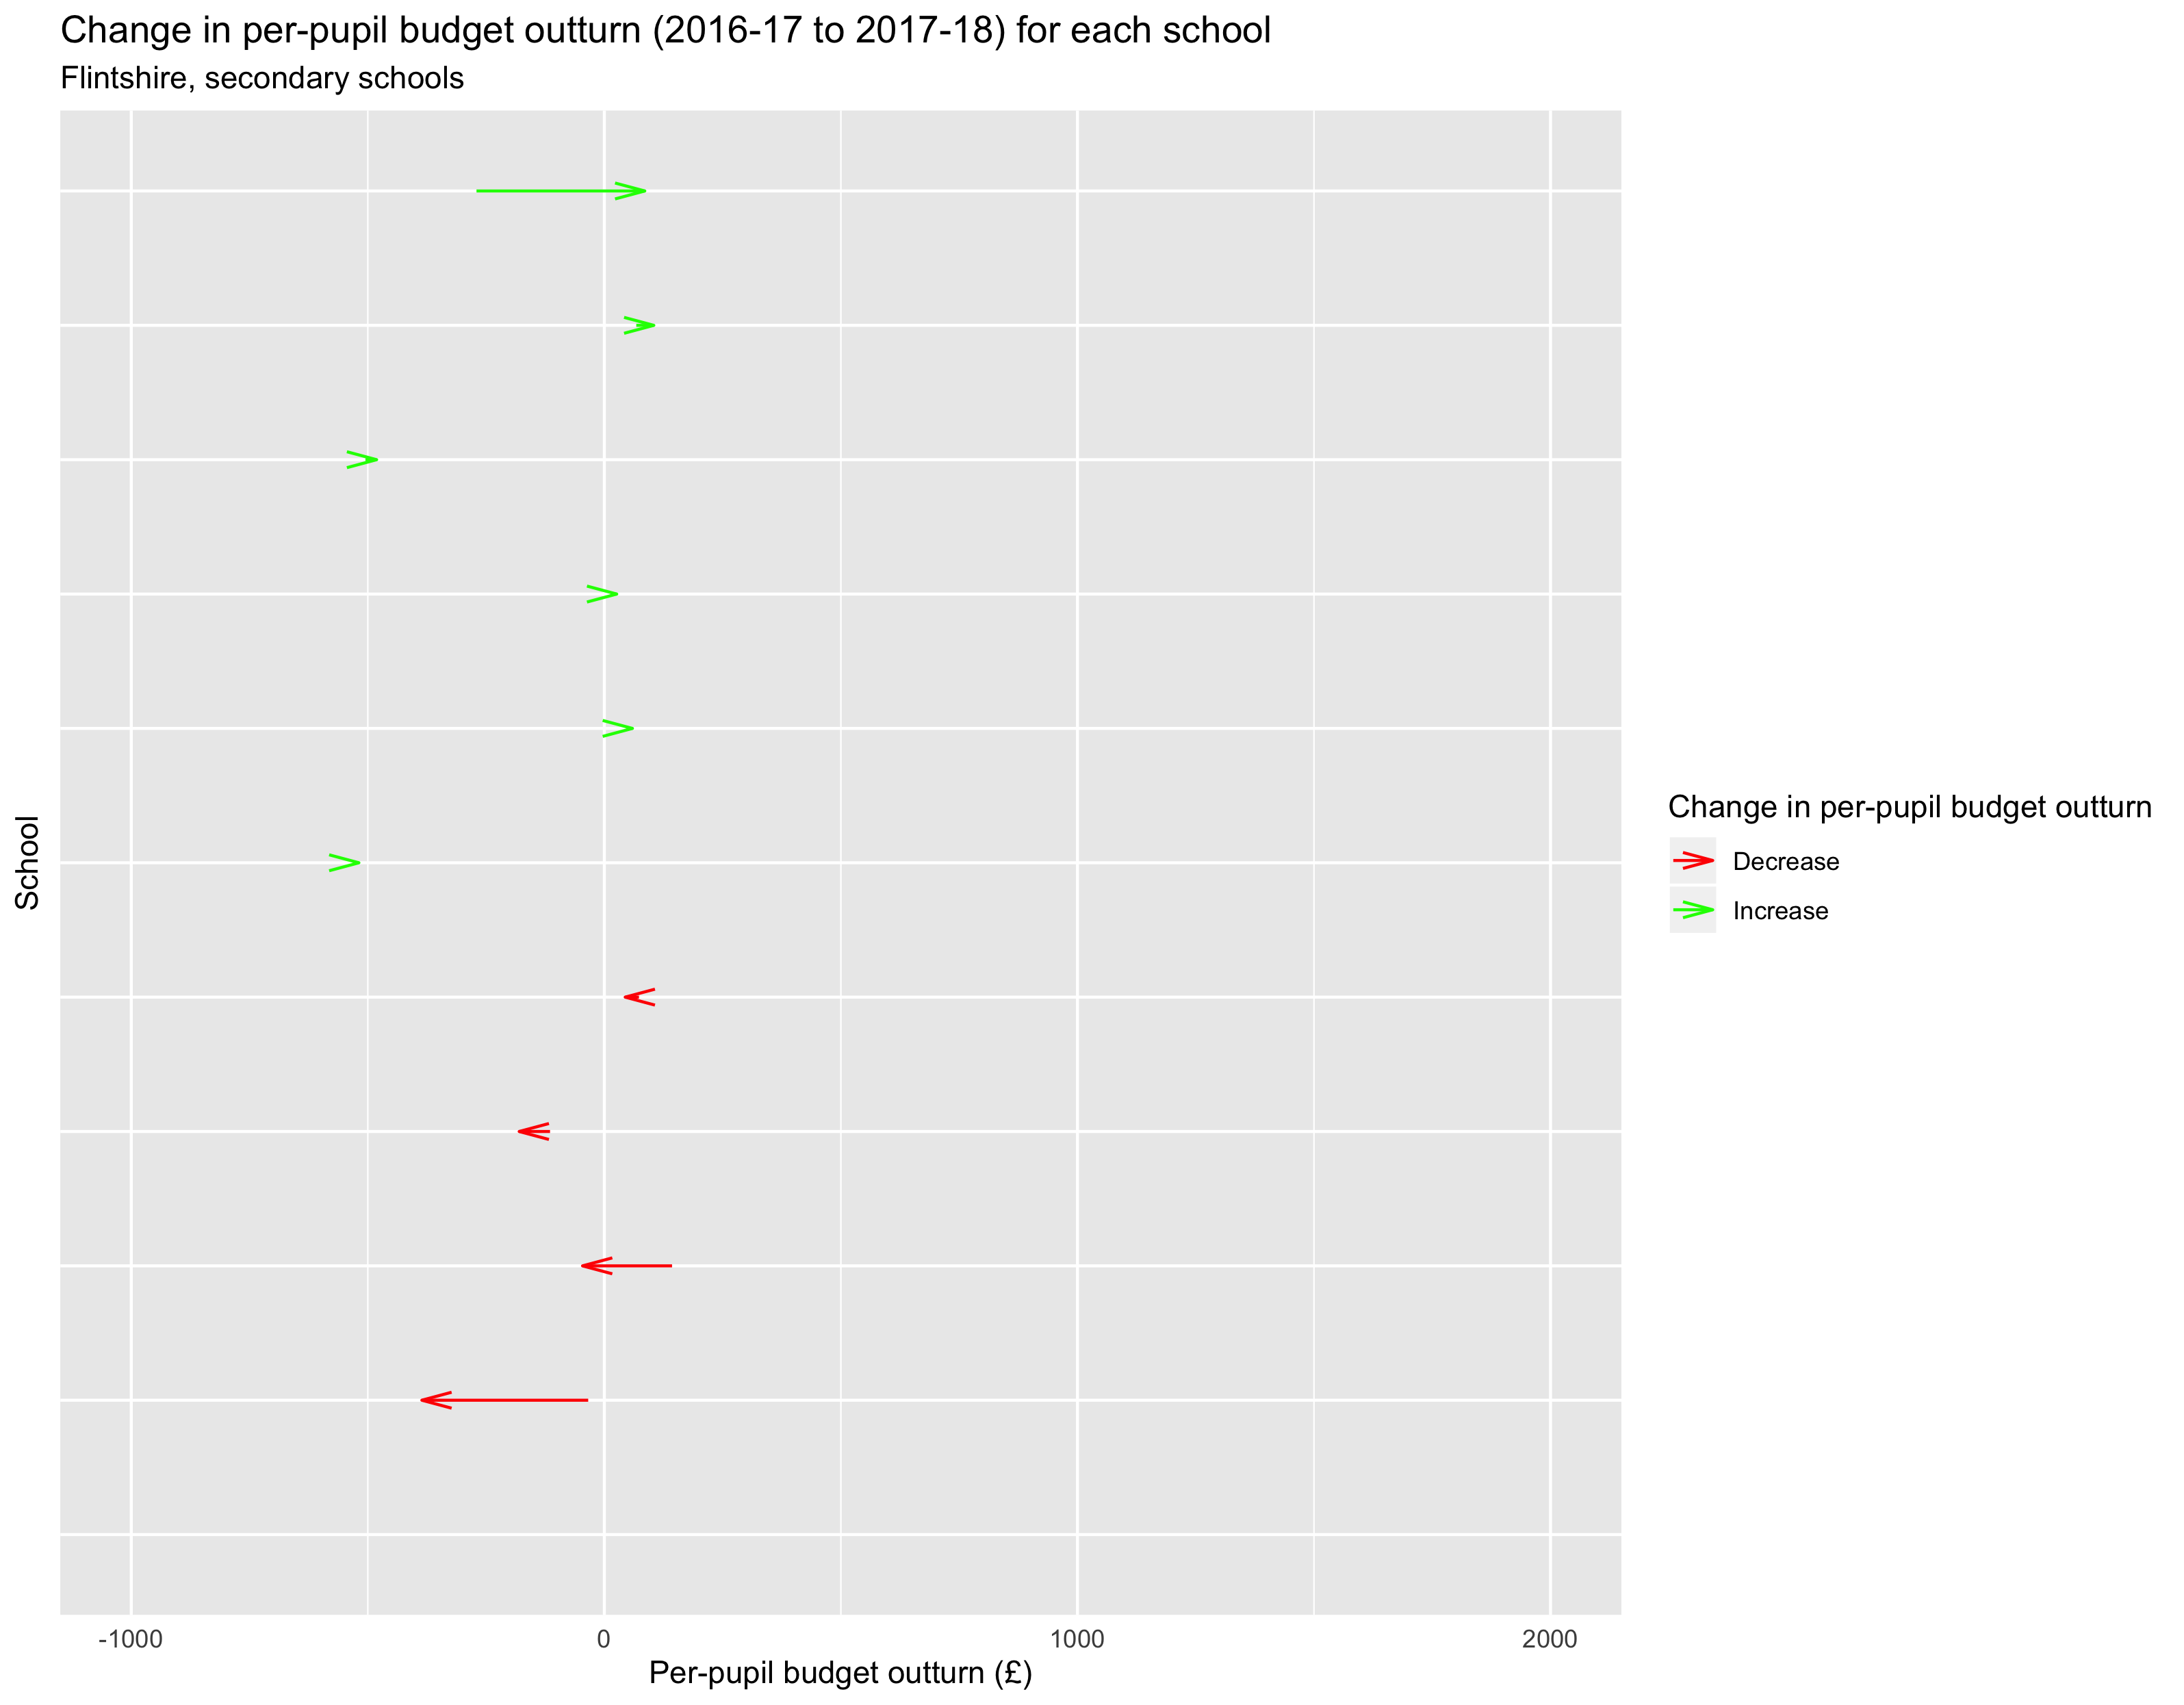 Change in per-pupil budget outturn (2016-17 to 2017-18) for each school
Flintshire, secondary schools
School
Change in per-pupil budget outturn
Decrease
Increase
-1000
0
1000
2000
Per-pupil budget outturn (£)